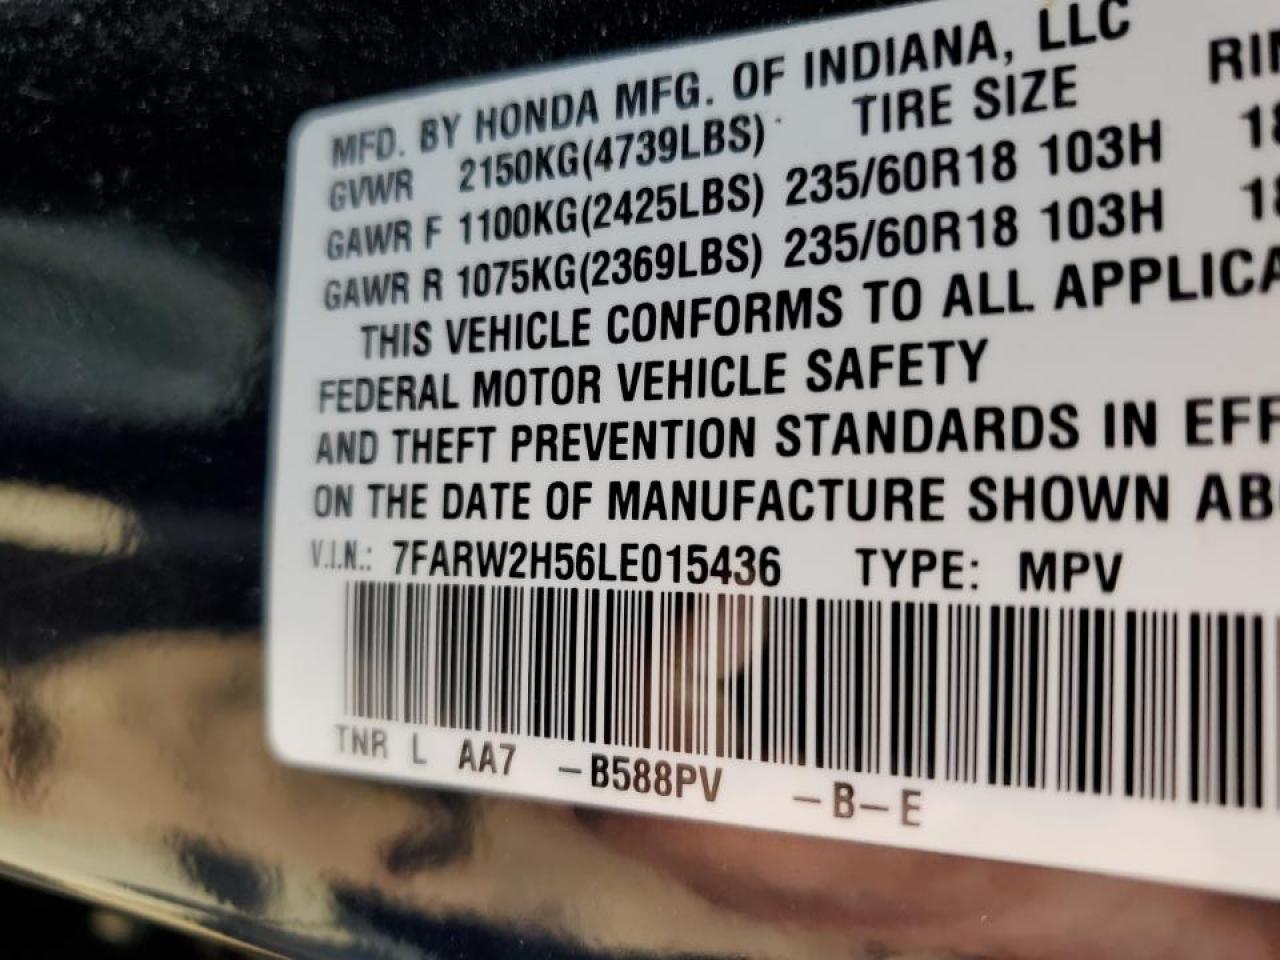 MFD. BY HONDA MFG. OF INDIANA, LLC
GVWR 2150KG(4739LBS) TIRE SIZE
GAWR F 1100KG(2425LBS) 235/60R18 103H 18
GAWR R 1075KG(2369LBS) 235/60R18 103H 18
THIS VEHICLE CONFORMS TO ALL
FEDERAL MOTOR VEHICLE SAFETY
AND THEFT PREVENTION STANDARDS IN
ON THE DATE OF MANUFACTURE SHOWN
V.I.N.: 7FARW2H56LE015436 TYPE: MPV
TNR L AA7 -B588PV -B-E